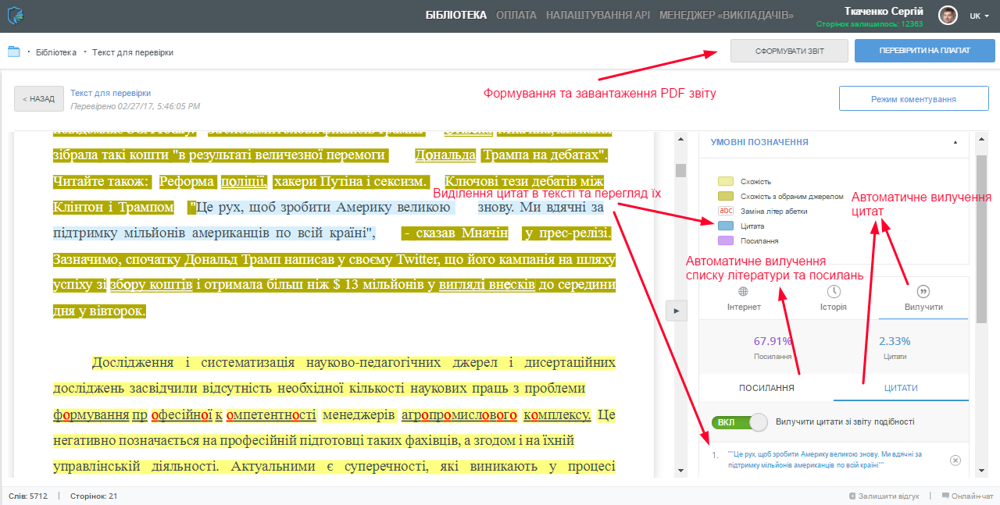 БІБЛІОТЕКА ОПЛАТА НАЛАШТУВАННЯ API МЕНЕДЖЕР «ВИКЛАДАЧІВ»
Ткаченко Сергій
Сторінок залишилось: 12363
UK
Бібліотека · Текст для перевірки
СФОРМУВАТИ ЗВІТ
ПЕРЕВІРИТИ НА ПЛАГІАТ
Формування та завантаження PDF звіту
< НАЗАД
Текст для перевірки
Перевірено 02/27/17, 5:46:05 PM
Режим коментування
зібрала такі кошти "в результаті величезної перемоги Дональда Трампа на дебатах".
Читайте також: Реформа поліції, хакери Путіна і сексизм. Ключові тези дебатів між
Виділення цитат в тексті та перегляд їх
Клінтон і Трампом "Це рух, щоб зробити Америку великою знову. Ми вдячні за
підтримку мільйонів американців по всій країні", - сказав Мначін у прес-релізі.
Зазначимо, спочатку Дональд Трамп написав у своєму Twitter, що його кампанія на шляху
успіху зі збору коштів і отримала більш ніж $ 13 мільйонів у вигляді внесків до середини
дня у вівторок.
Дослідження і систематизація науково-педагогічних джерел і дисертаційних
досліджень засвідчили відсутність необхідної кількості наукових праць з проблеми
формування пр офесійної к омпетентності менеджерів агропромислового комплексу. Це
негативно позначається на професійній підготовці таких фахівців, а згодом і на їхній
управлінській діяльності. Актуальними є суперечності, які виникають у процесі
УМОВНІ ПОЗНАЧЕННЯ
Схожість
Схожість з обраним джерелом
abc Заміна літер абетки
Цитата
Посилання
Автоматичне вилучення
цитат
Автоматичне вилучення
списку літератури та посилань
Інтернет
Історія
Вилучити
67.91%
Посилання
2.33%
Цитати
ПОСИЛАННЯ
ЦИТАТИ
ВКЛ
Вилучити цитати зі звіту подібності
1. ""Це рух, щоб зробити Америку великою знову. Ми вдячні за
підтримку мільйонів американців по всій країні""
Слів: 5712 | Сторінок: 21
Залишити відгук | Онлайн-чат